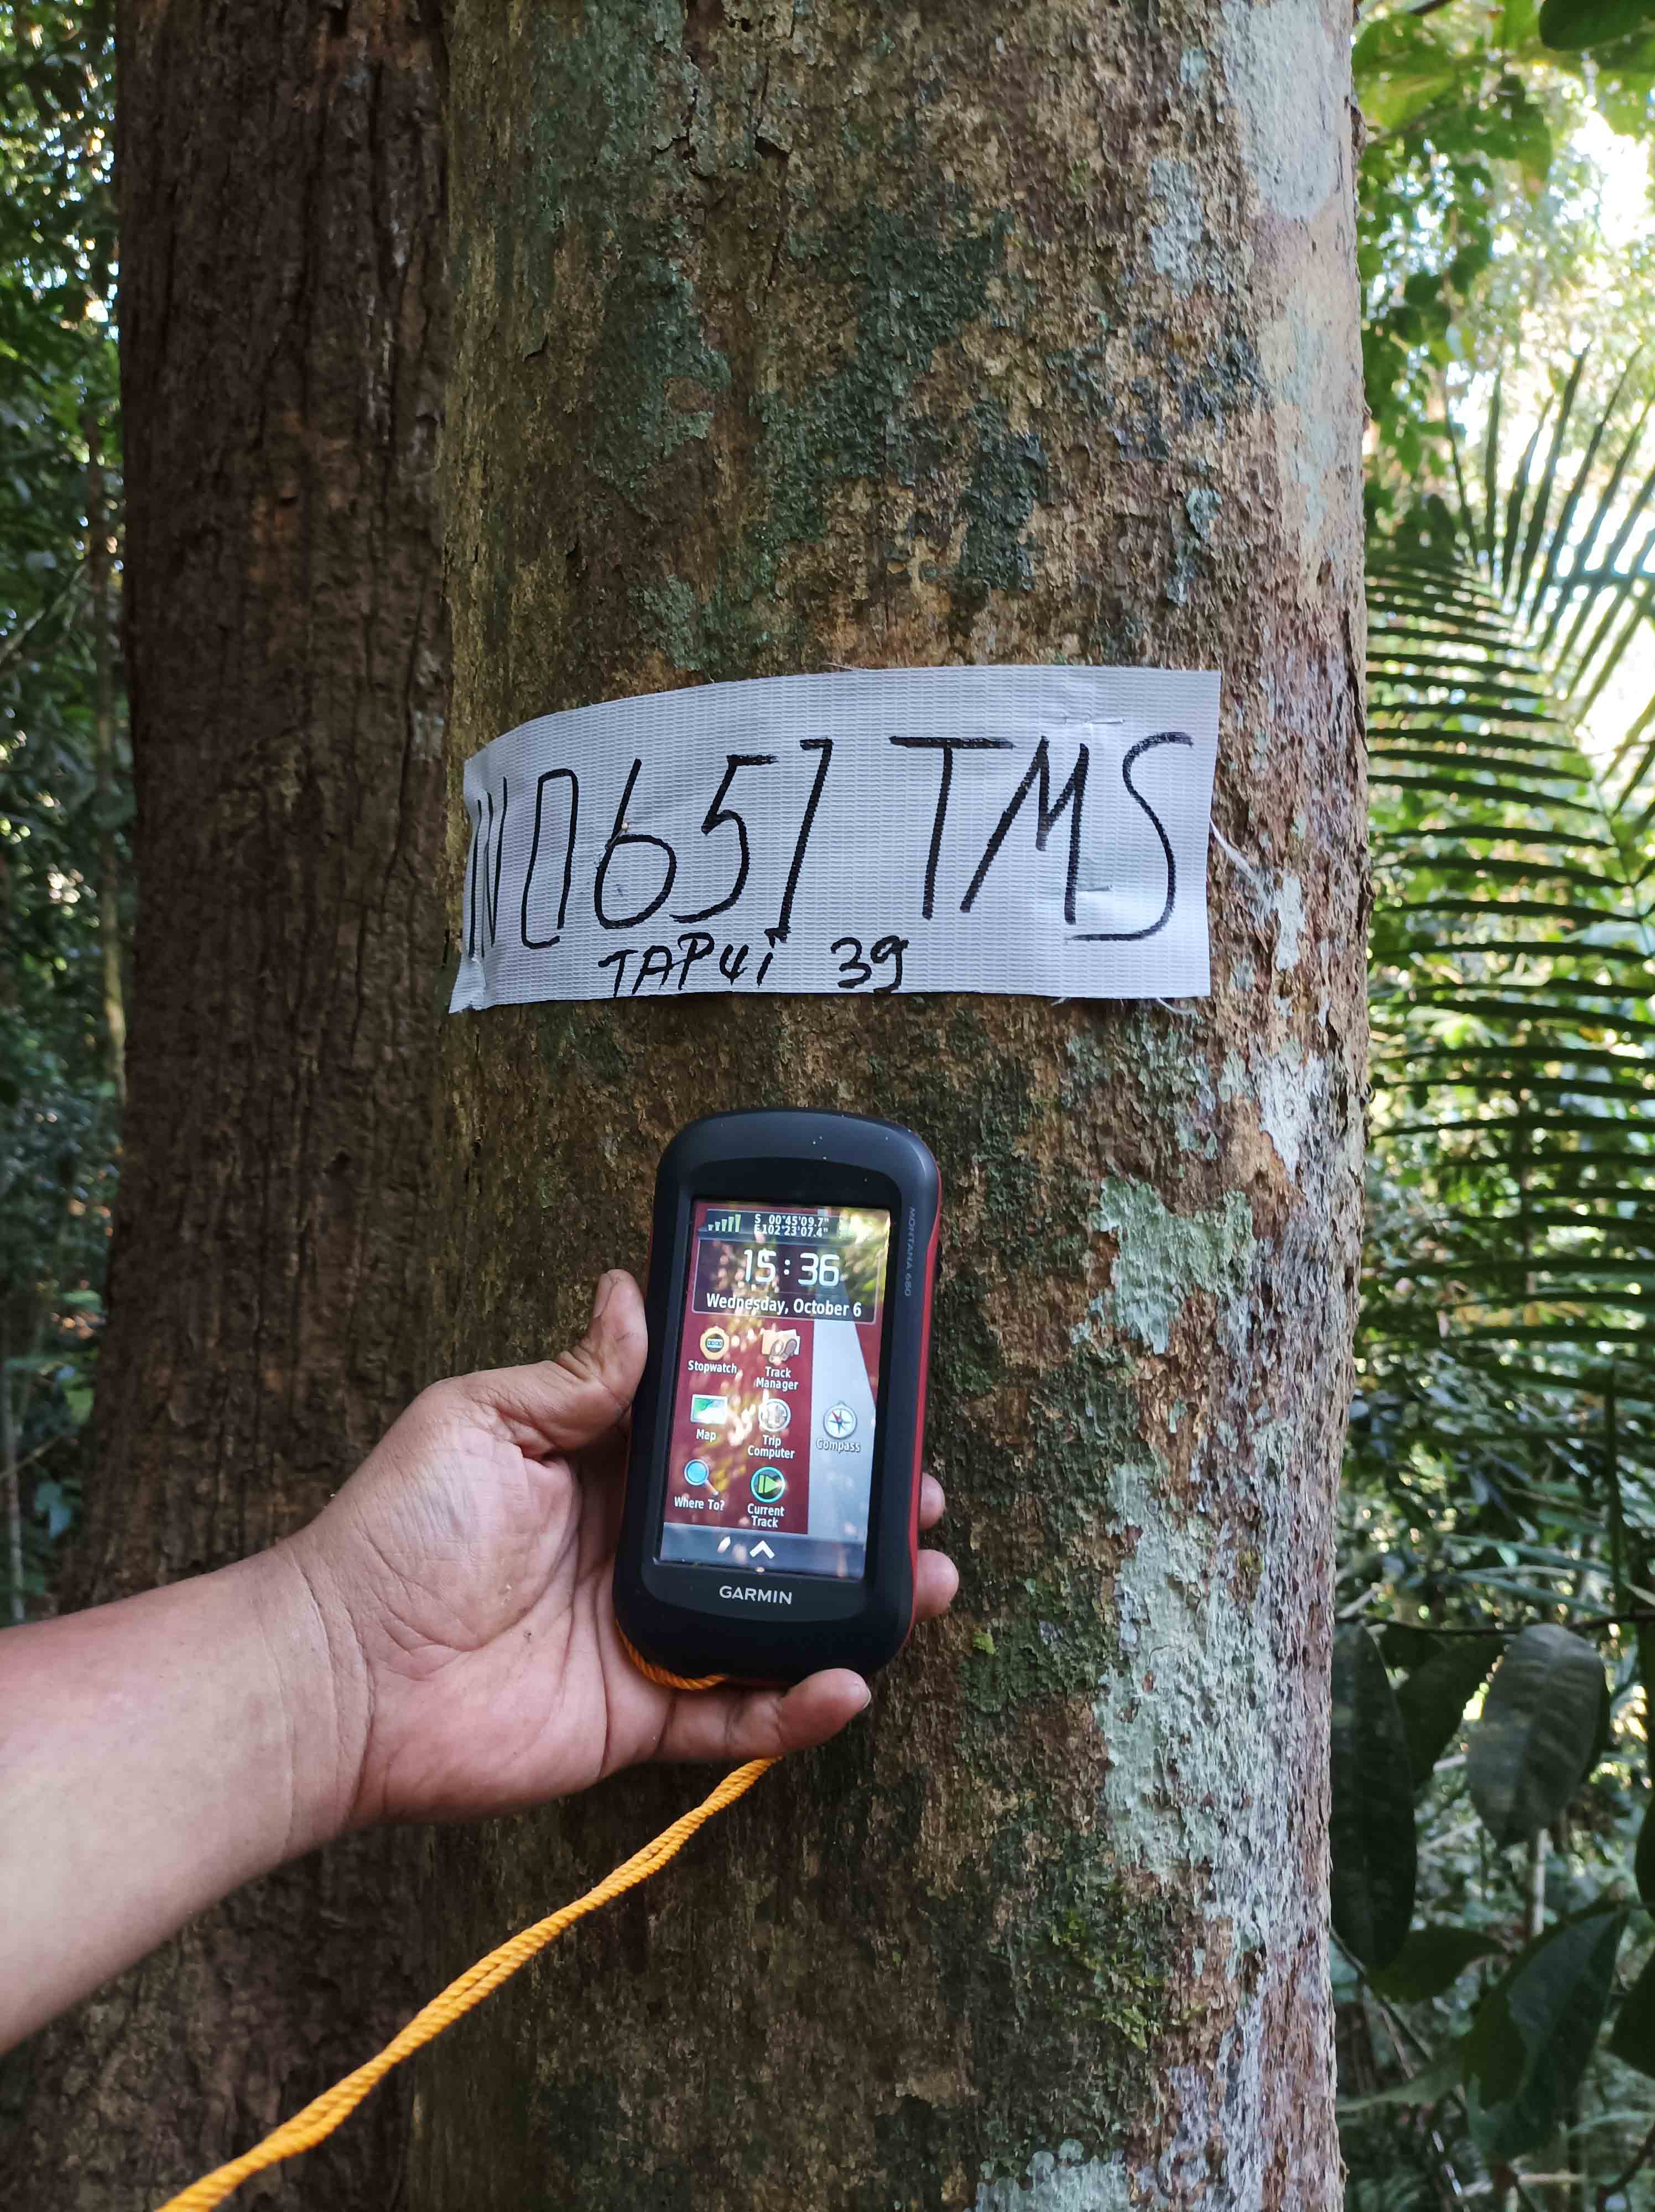 N0657 TMS
TAPUI 39
S 00°45'09.7"
E102°23'07.4"
15:36
Wednesday, October 6
Stopwatch
Track Manager
Map
Trip Computer
Compass
Where To?
Current Track
GARMIN
MONTANA 680